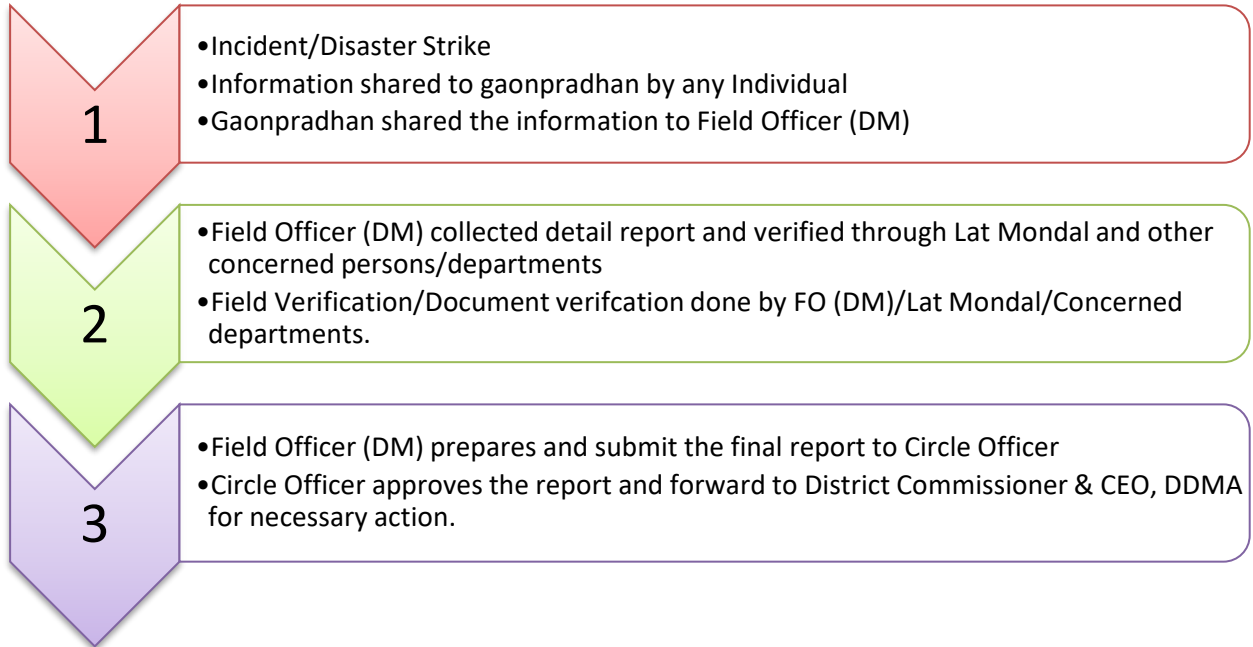 1
•Incident/Disaster Strike
•Information shared to gaonpradhan by any Individual
•Gaonpradhan shared the information to Field Officer (DM)
2
•Field Officer (DM) collected detail report and verified through Lat Mondal and other
concerned persons/departments
•Field Verification/Document verifcation done by FO (DM)/Lat Mondal/Concerned
departments.
3
•Field Officer (DM) prepares and submit the final report to Circle Officer
•Circle Officer approves the report and forward to District Commissioner & CEO, DDMA
for necessary action.